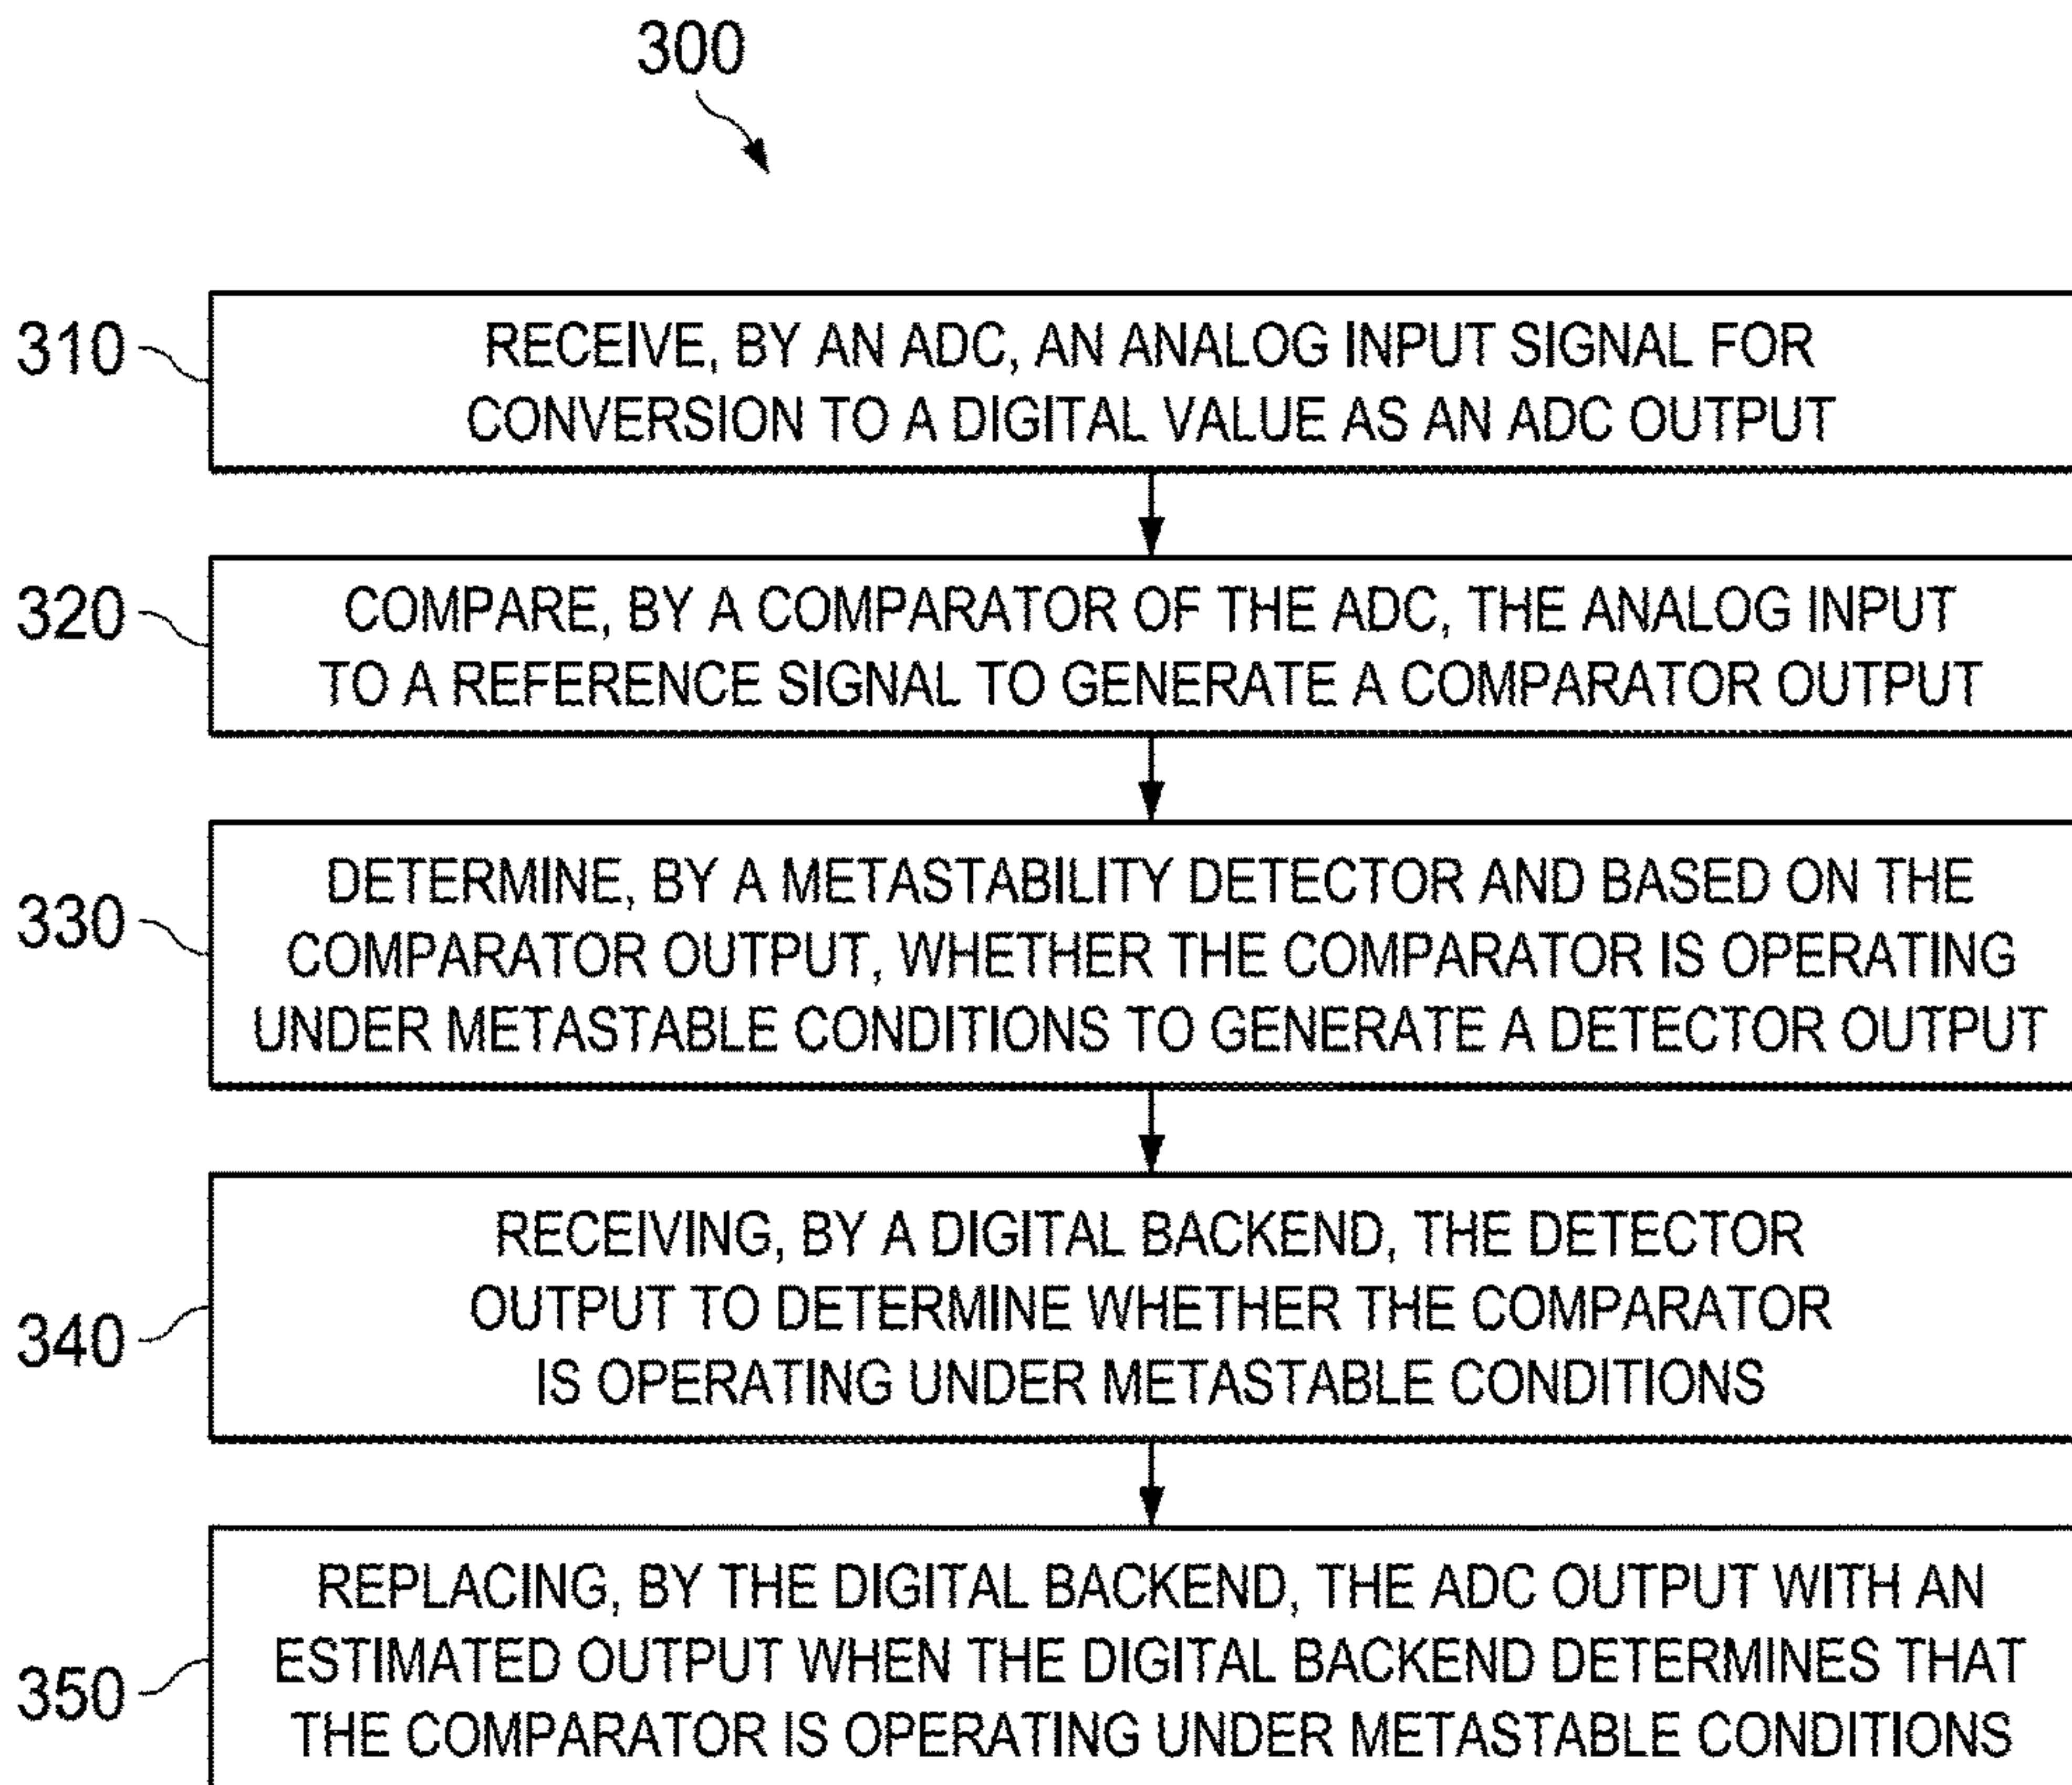 300
310
RECEIVE, BY AN ADC, AN ANALOG INPUT SIGNAL FOR
CONVERSION TO A DIGITAL VALUE AS AN ADC OUTPUT
320
COMPARE, BY A COMPARATOR OF THE ADC, THE ANALOG INPUT
TO A REFERENCE SIGNAL TO GENERATE A COMPARATOR OUTPUT
330
DETERMINE, BY A METASTABILITY DETECTOR AND BASED ON THE
COMPARATOR OUTPUT, WHETHER THE COMPARATOR IS OPERATING
UNDER METASTABLE CONDITIONS TO GENERATE A DETECTOR OUTPUT
340
RECEIVING, BY A DIGITAL BACKEND, THE DETECTOR
OUTPUT TO DETERMINE WHETHER THE COMPARATOR
IS OPERATING UNDER METASTABLE CONDITIONS
350
REPLACING, BY THE DIGITAL BACKEND, THE ADC OUTPUT WITH AN
ESTIMATED OUTPUT WHEN THE DIGITAL BACKEND DETERMINES THAT
THE COMPARATOR IS OPERATING UNDER METASTABLE CONDITIONS